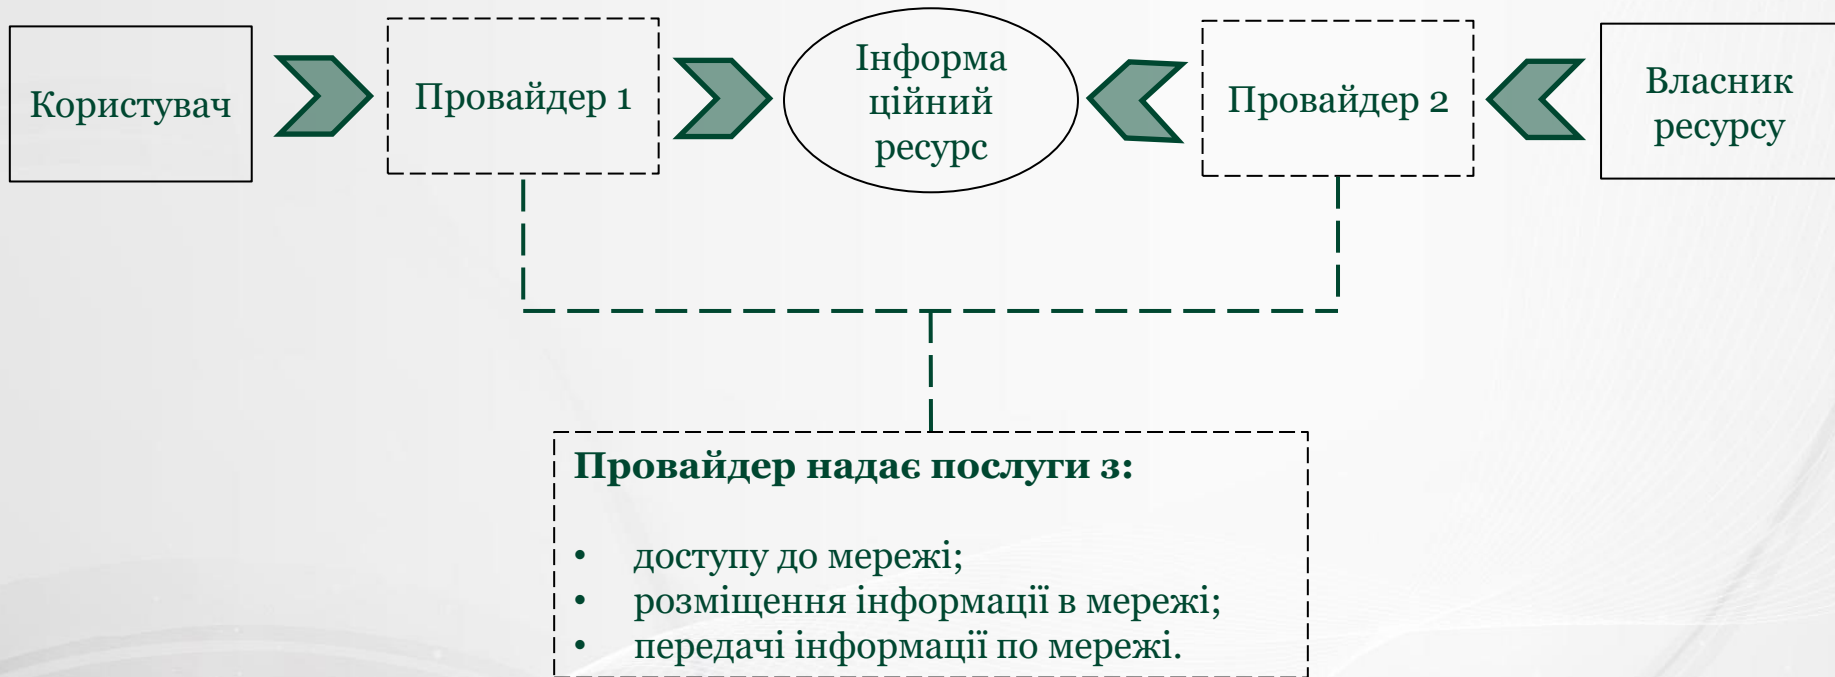 Користувач
Провайдер 1
Інформа
ційний
ресурс
Провайдер 2
Власник
ресурсу
Провайдер надає послуги з:
• доступу до мережі;
• розміщення інформації в мережі;
• передачі інформації по мережі.